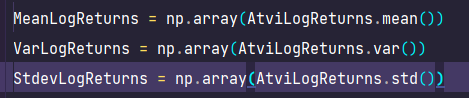 MeanLogReturns = np.array(AtviLogReturns.mean())
VarLogReturns = np.array(AtviLogReturns.var())
StdevLogReturns = np.array(AtviLogReturns.std())